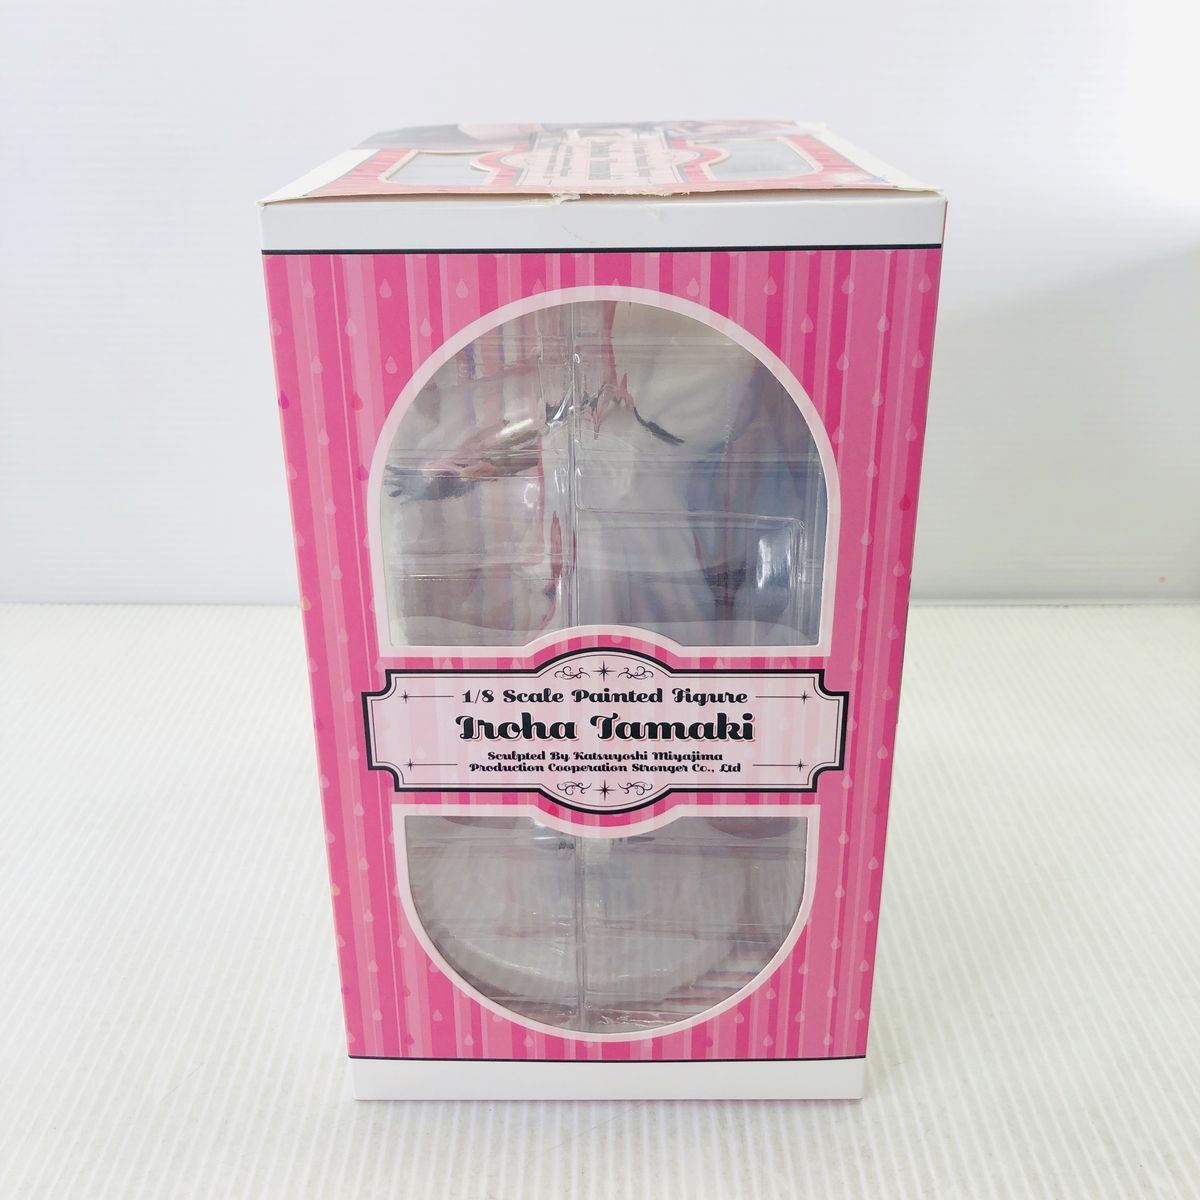 1/8 Scale Painted Figure
Iroha Tamaki
Sculpted By Katsuyoshi Miyajima
Production Cooperation Stronger Co., Ltd